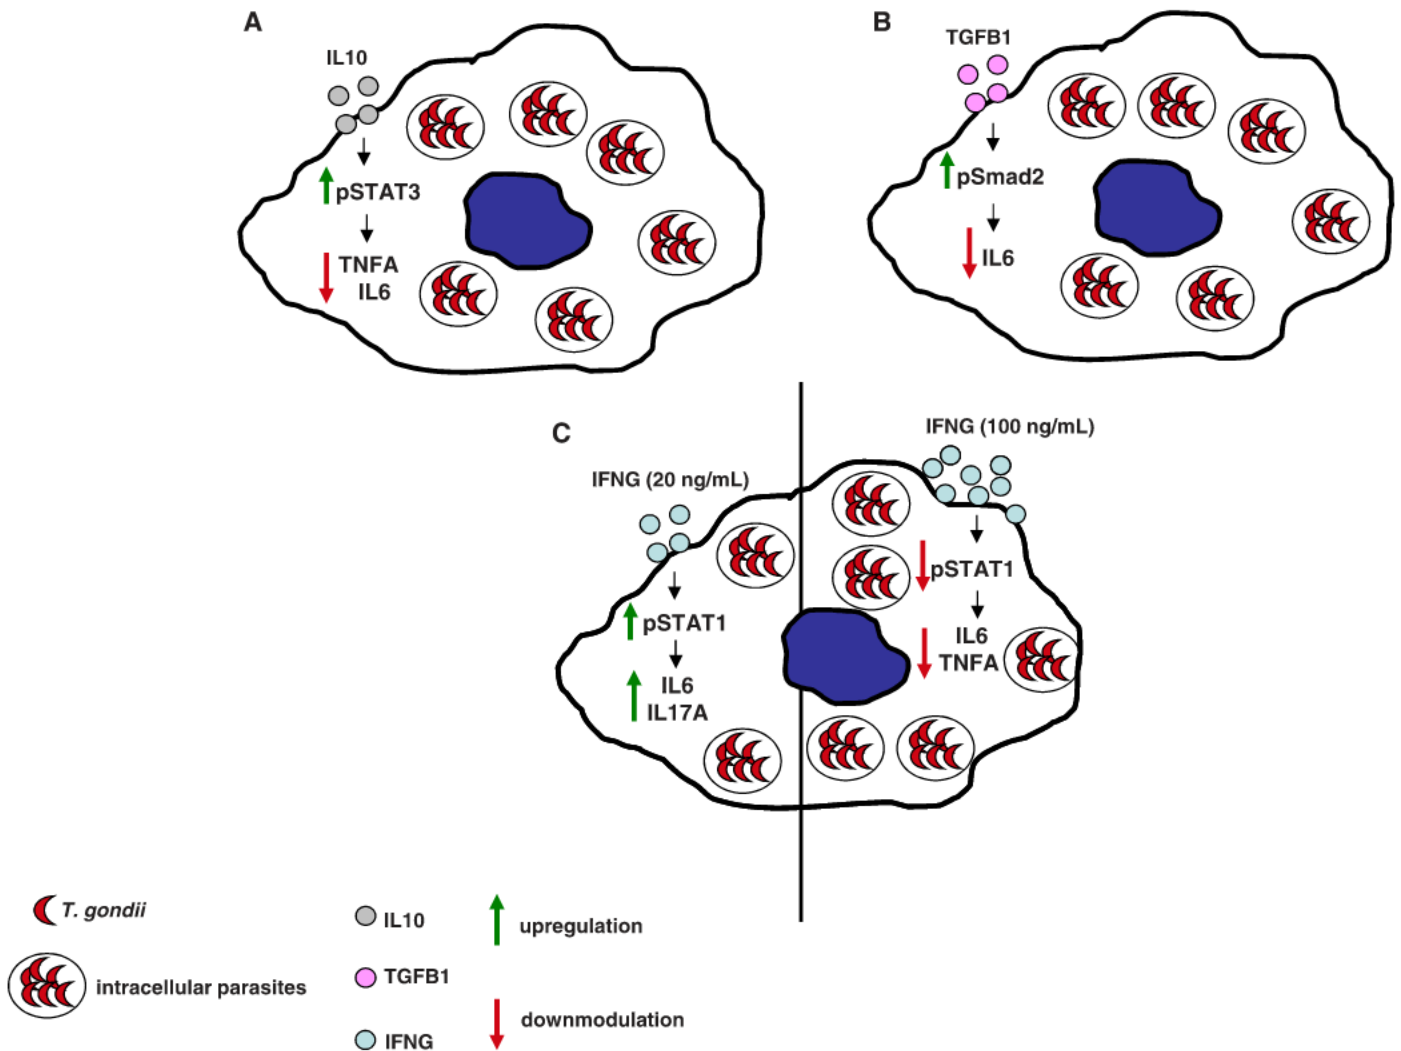 A
IL10
pSTAT3
TNFA
IL6
B
TGFB1
pSmad2
IL6
C
IFNG (20 ng/mL)
pSTAT1
IL6
IL17A
IFNG (100 ng/mL)
pSTAT1
IL6
TNFA
T. gondii
intracellular parasites
IL10
TGFB1
IFNG
upregulation
downmodulation